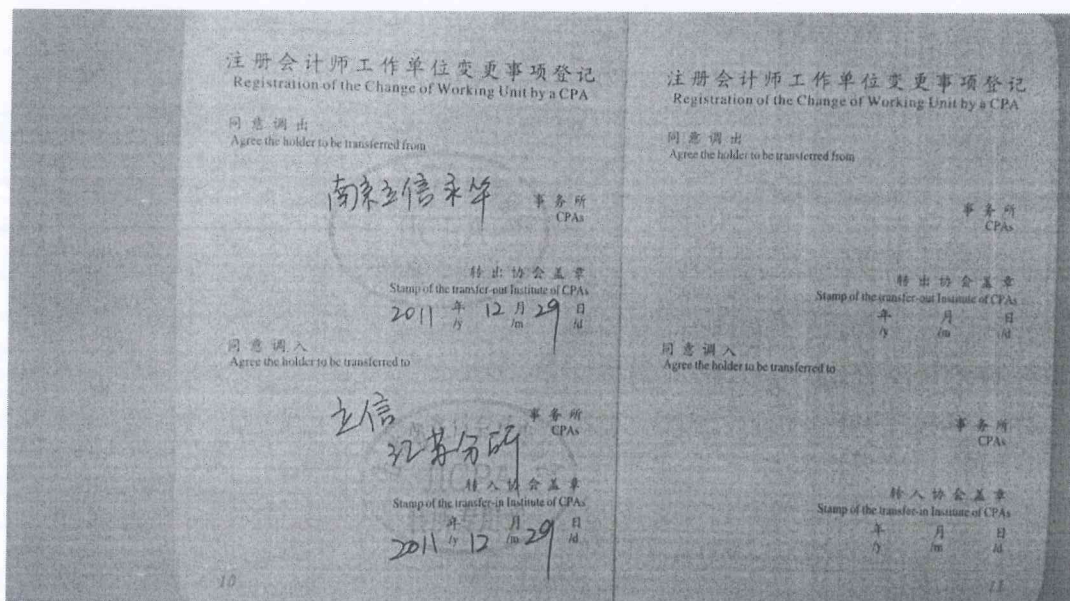 注册会计师工作单位变更事项登记
Registration of the Change of Working Unit by a CPA
同意调出
Agree the holder to be transferred from
南京立信永华 事务所
CPAs
转出协会盖章
Stamp of the transfer-out Institute of CPAs
2011 年 12 月 29 日
/y /m /d
同意调入
Agree the holder to be transferred to
立信 事务所
江苏分所 CPAs
转入协会盖章
Stamp of the transfer-in Institute of CPAs
年 月 日
2011 /y 12 /m 29 /d
10
注册会计师工作单位变更事项登记
Registration of the Change of Working Unit by a CPA
同意调出
Agree the holder to be transferred from
事务所
CPAs
转出协会盖章
Stamp of the transfer-out Institute of CPAs
年 月 日
/y /m /d
同意调入
Agree the holder to be transferred to
事务所
CPAs
转入协会盖章
Stamp of the transfer-in Institute of CPAs
年 月 日
/y /m /d
11